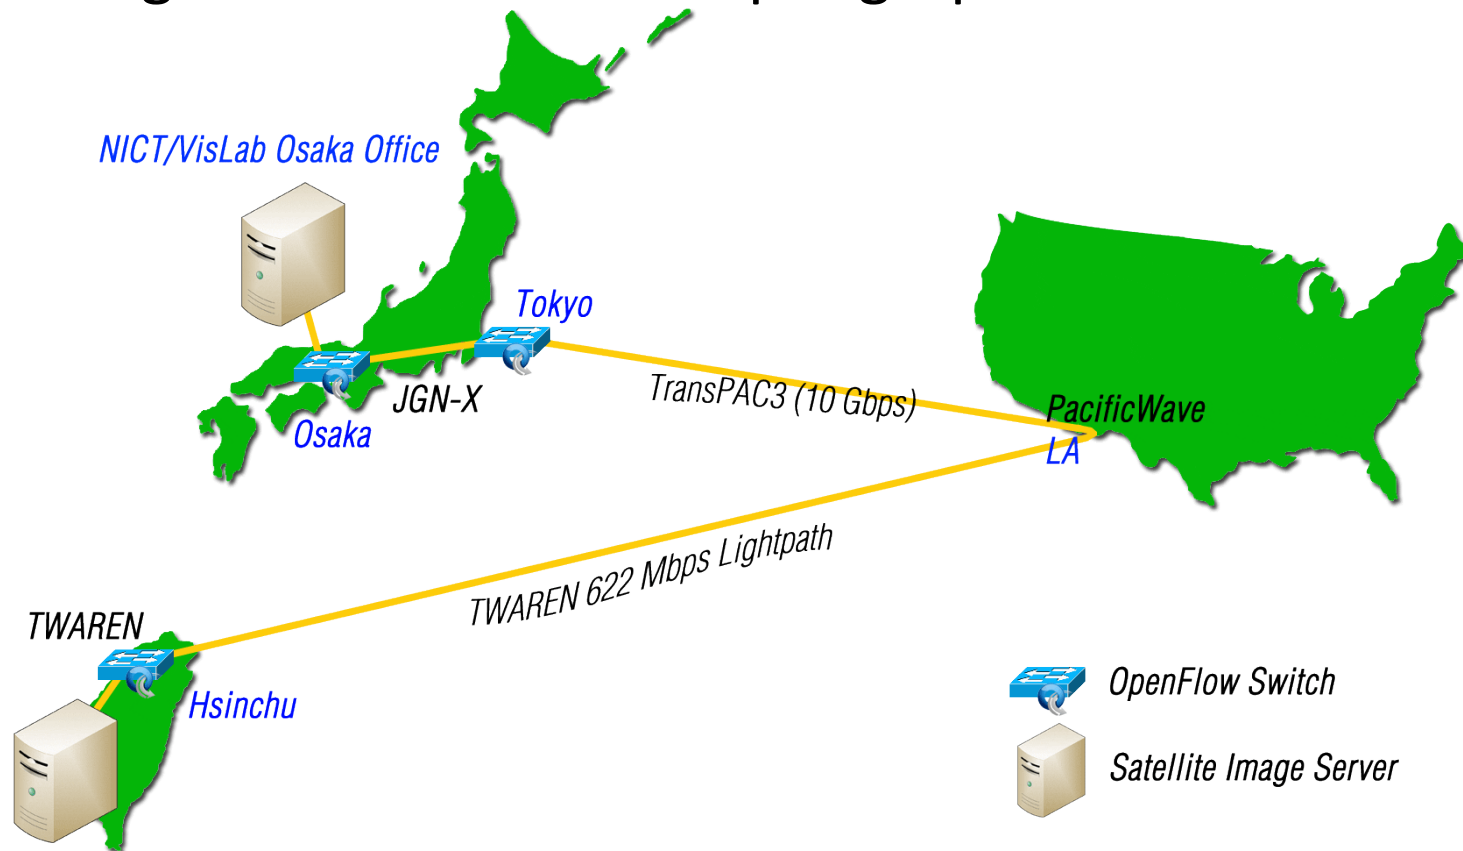 NICT/VisLab Osaka Office
Tokyo
JGN-X
Osaka
TransPAC3 (10 Gbps)
PacificWave
LA
TWAREN 622 Mbps Lightpath
TWAREN
Hsinchu
OpenFlow Switch
Satellite Image Server